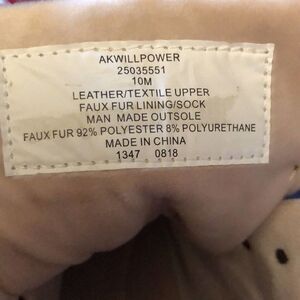 AKWILLPOWER
25035551
10M
LEATHER/TEXTILE UPPER
FAUX FUR LINING/SOCK
MAN MADE OUTSOLE
FAUX FUR 92% POLYESTER 8% POLYURETHANE
MADE IN CHINA
1347 0818